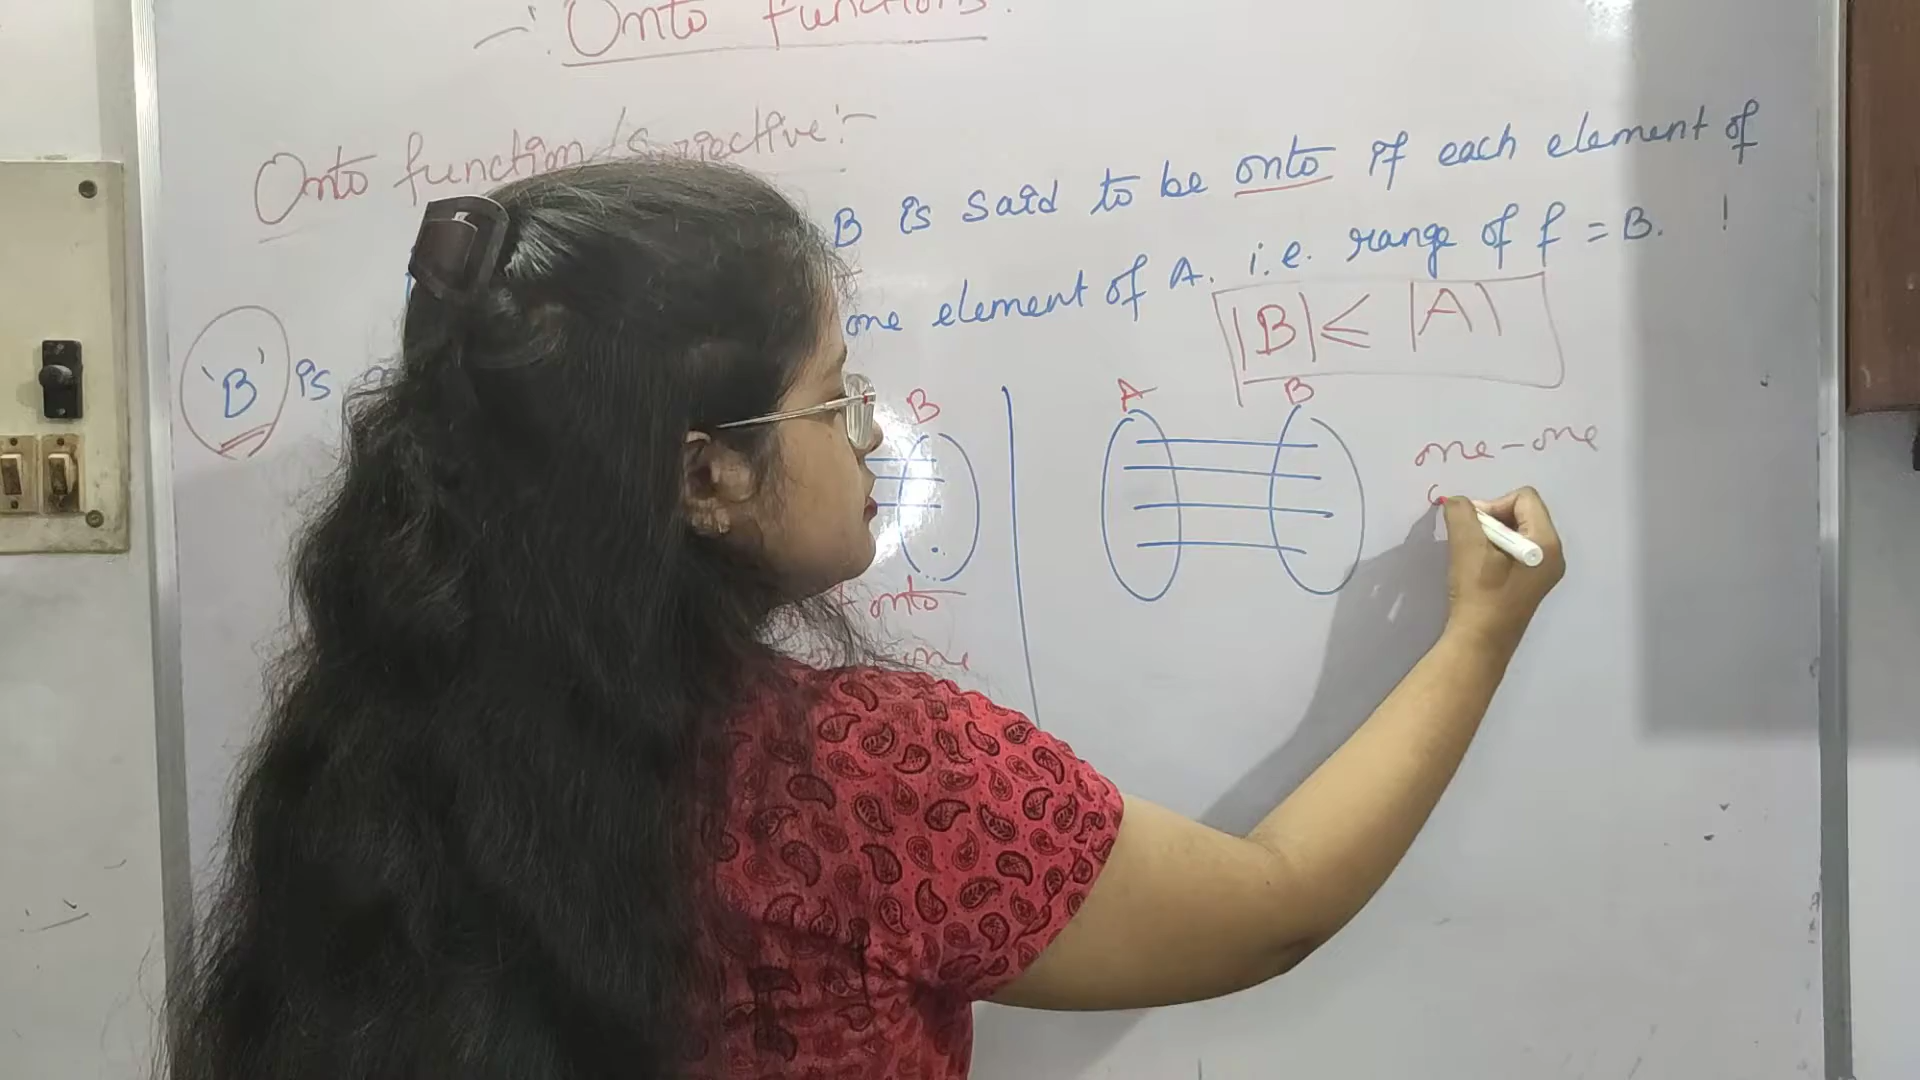 Onto functions.
Onto function/Surjective:-
B is said to be onto if each element of
one element of A. i.e. range of f = B.
|B| ≤ |A|
'B' is
B
A B
one-one
onto
one